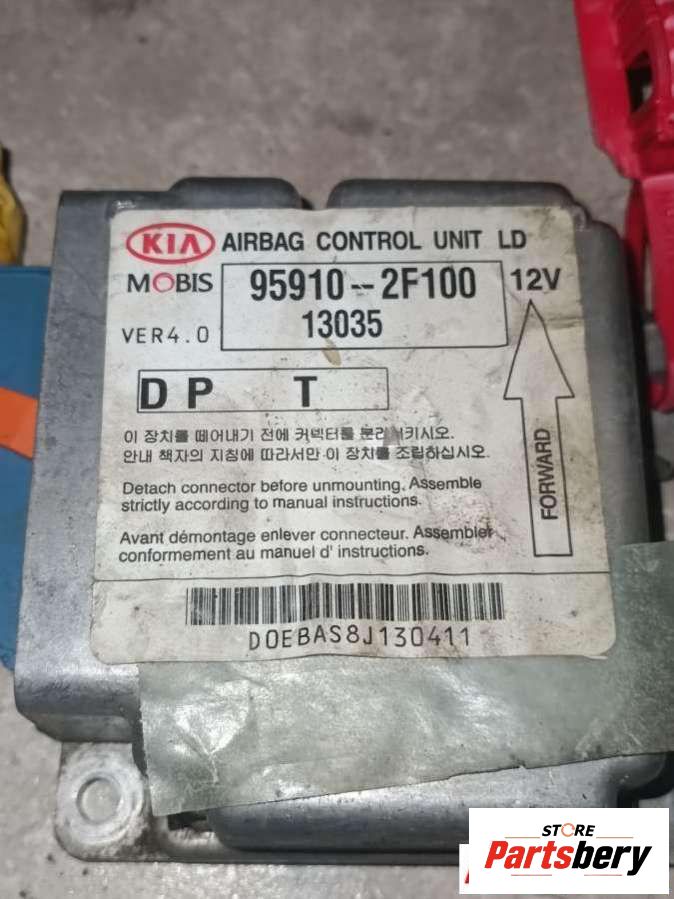 KIA AIRBAG CONTROL UNIT LD
MOBIS 95910--2F100 12V
VER4.0 13035
D P T
이 장치를 떼어내기 전에 커넥터를 분리시키시오.
안내 책자의 지침에 따라서만 이 장치를 조립하십시오.
Detach connector before unmounting. Assemble
strictly according to manual instructions.
Avant démontage enlever connecteur. Assembler
conformement au manuel d' instructions.
FORWARD
D0EBAS8J130411
STORE
Partsbery